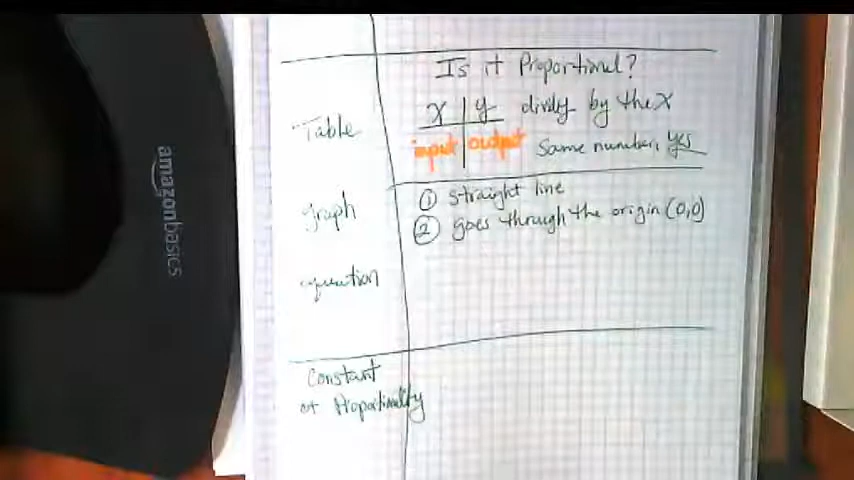 amazonbasics
Is it Proportional?
Table
x y divide by the x
input output Same number, yes
graph
① straight line
② goes through the origin (0,0)
equation
Constant
of Proportionality